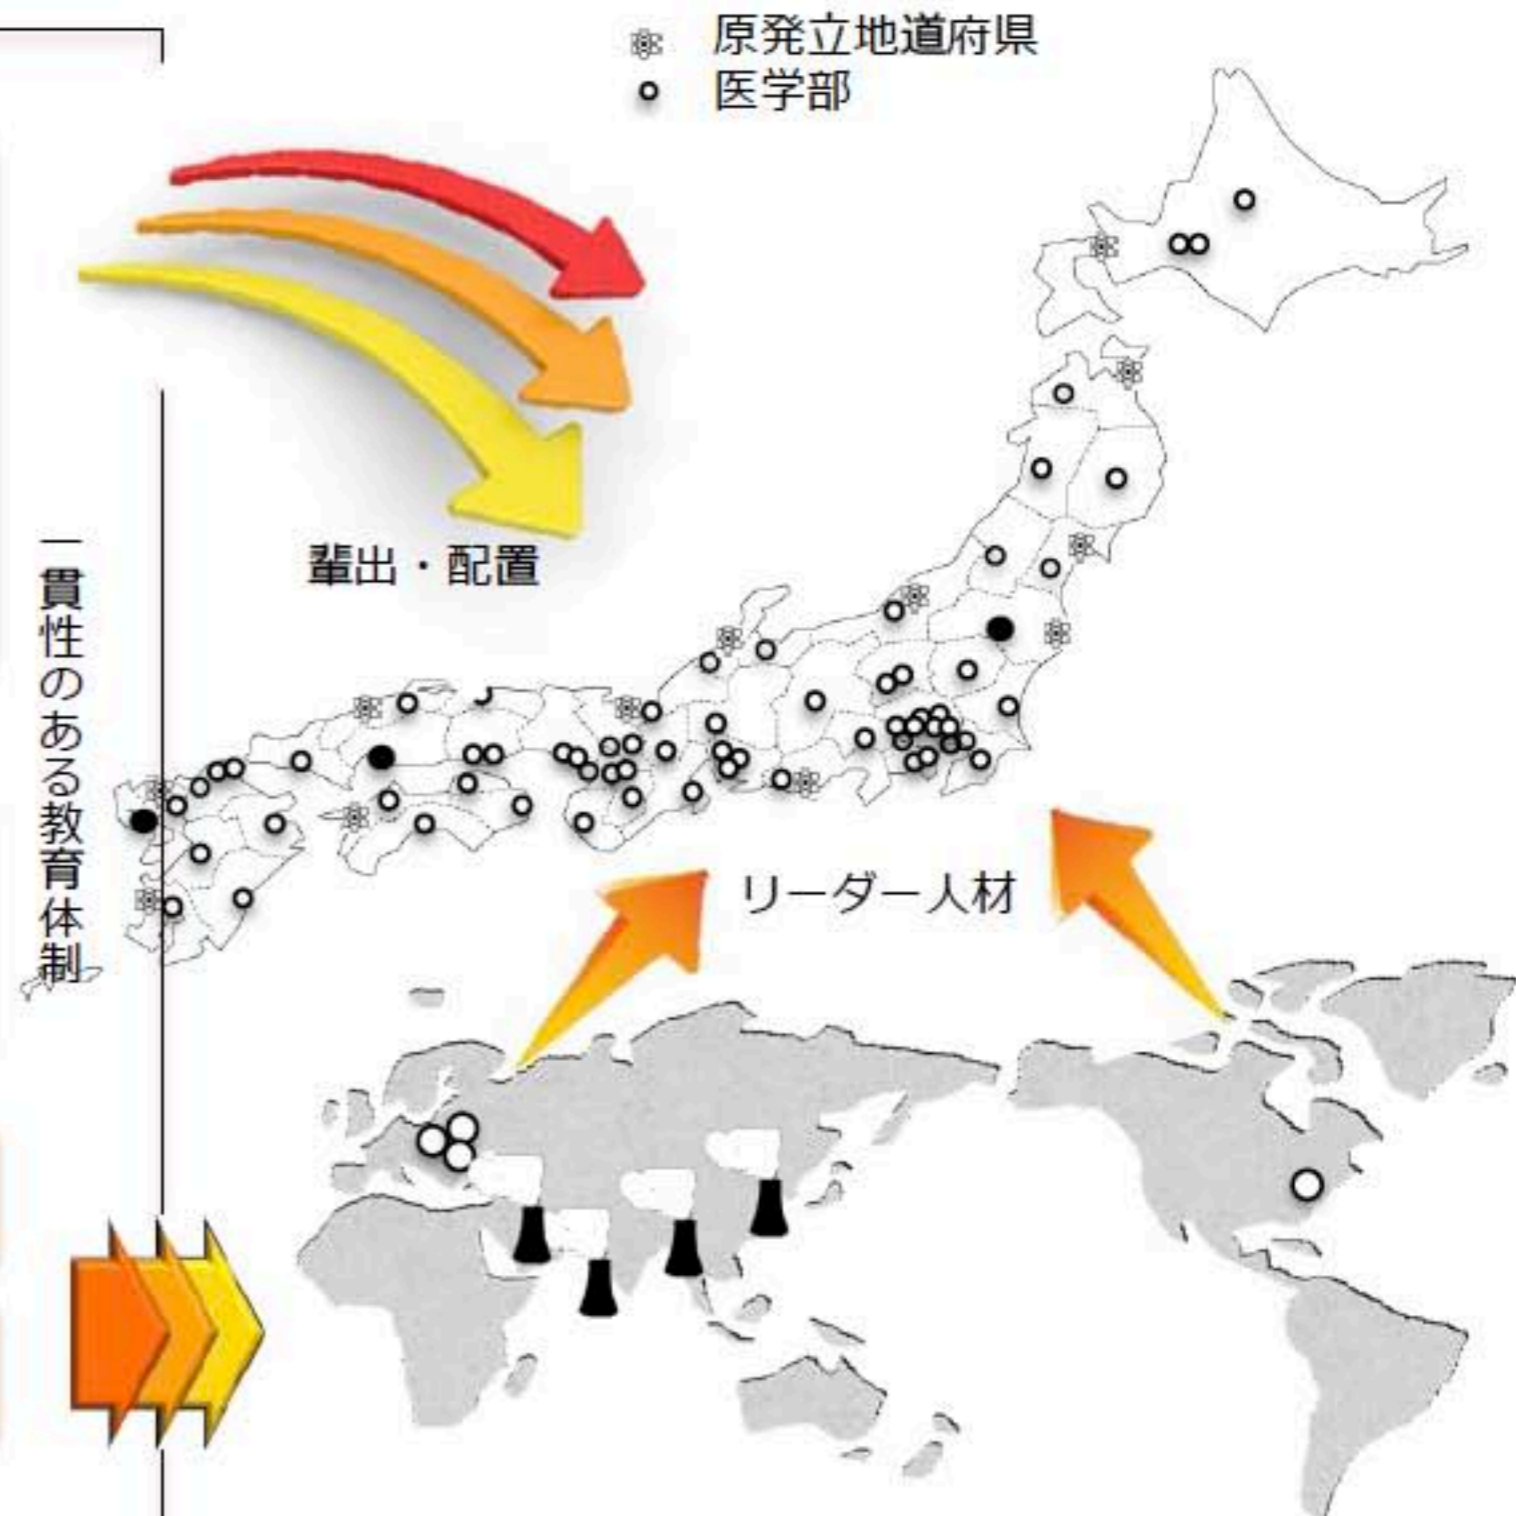 原発立地道府県
医学部
輩出・配置
一貫性のある教育体制
リーダー人材